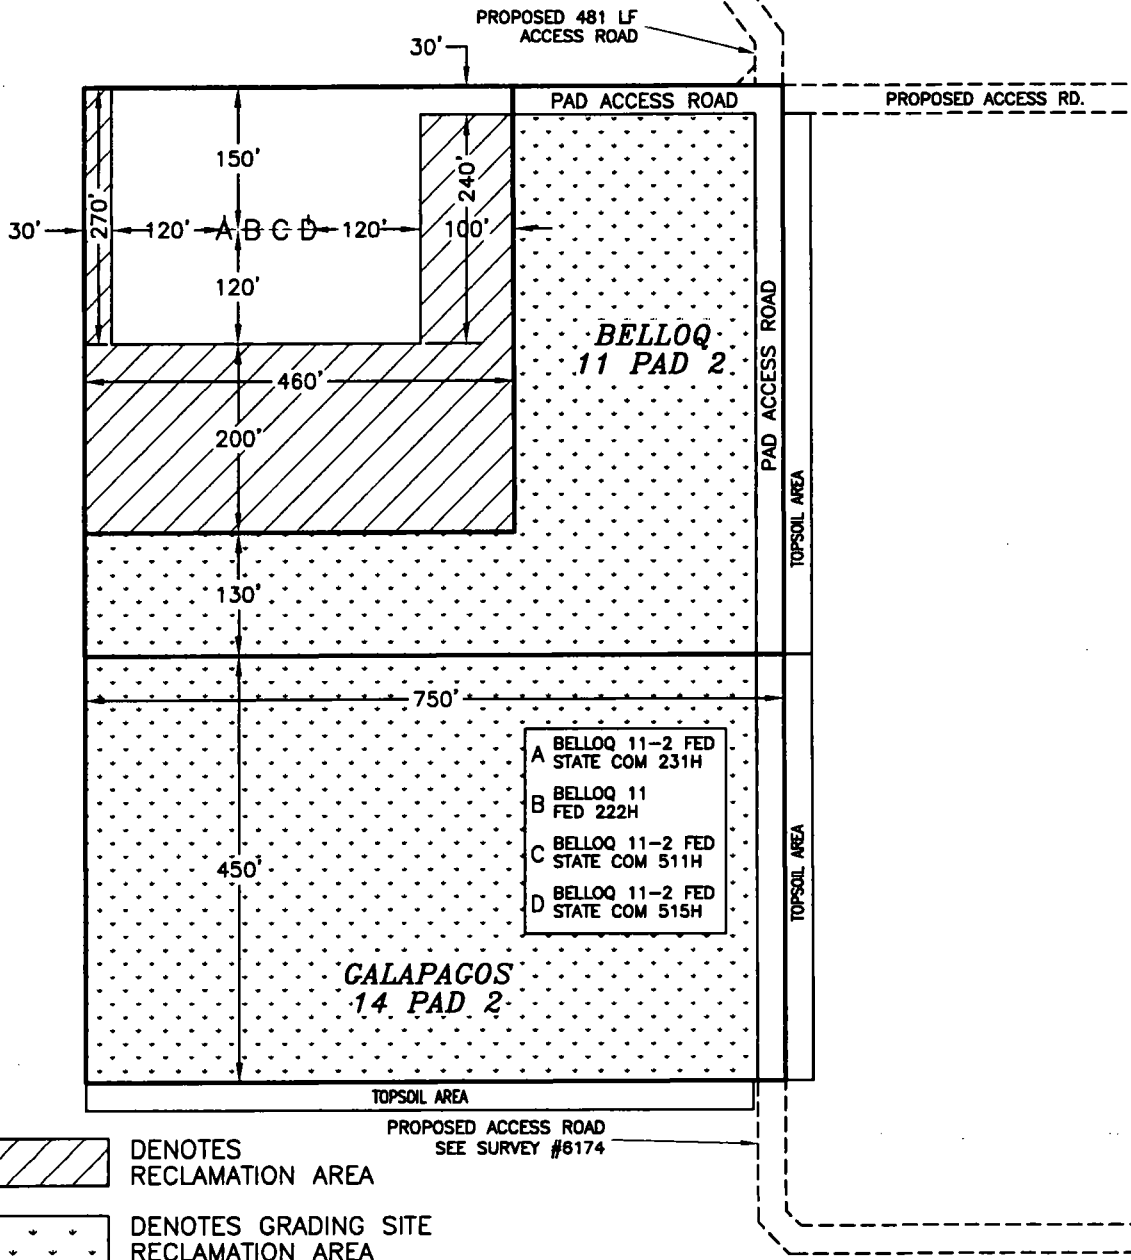 PROPOSED 481 LF
ACCESS ROAD
30'
PAD ACCESS ROAD
PROPOSED ACCESS RD.
150'
270'
240'
30'
120'
A B C D
120'
100'
120'
BELLOQ
11 PAD 2
PAD ACCESS ROAD
460'
200'
TOPSOIL AREA
130'
750'
A BELLOQ 11-2 FED
STATE COM 231H
B BELLOQ 11
FED 222H
C BELLOQ 11-2 FED
STATE COM 511H
D BELLOQ 11-2 FED
STATE COM 515H
450'
TOPSOIL AREA
GALAPAGOS
14 PAD 2
TOPSOIL AREA
PROPOSED ACCESS ROAD
SEE SURVEY #6174
DENOTES
RECLAMATION AREA
DENOTES GRADING SITE
RECLAMATION AREA